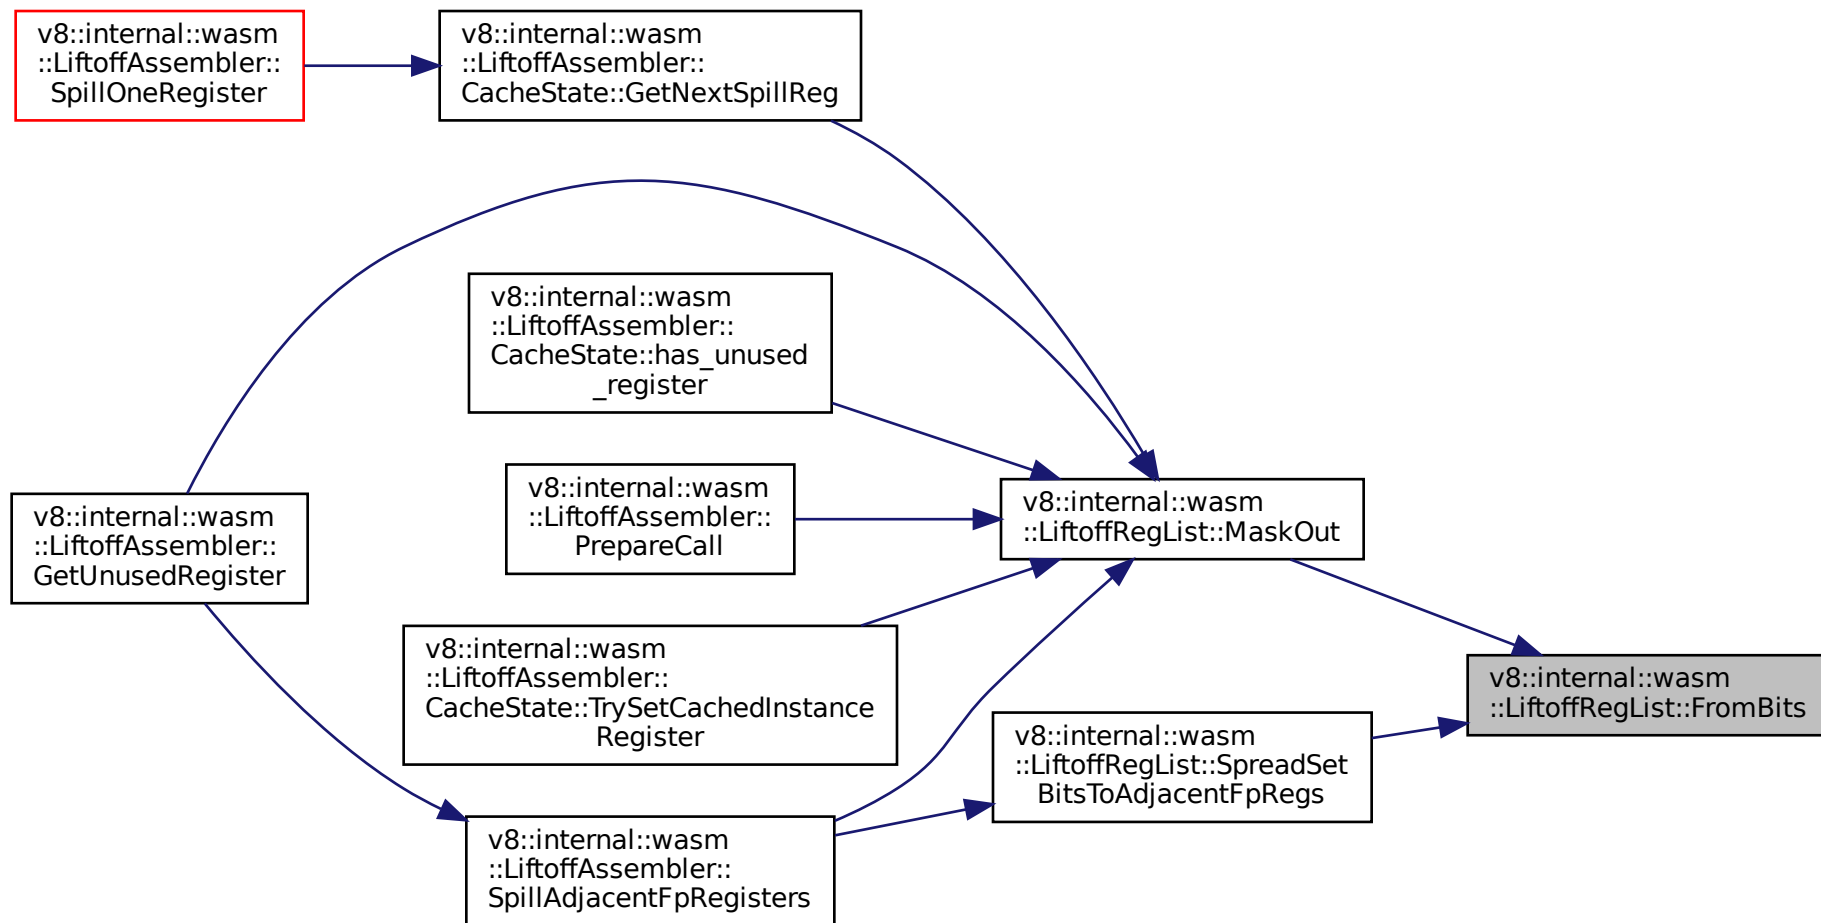 v8::internal::wasm
::LiftoffAssembler::
SpillOneRegister
v8::internal::wasm
::LiftoffAssembler::
CacheState::GetNextSpillReg
v8::internal::wasm
::LiftoffAssembler::
CacheState::has_unused
_register
v8::internal::wasm
::LiftoffAssembler::
PrepareCall
v8::internal::wasm
::LiftoffRegList::MaskOut
v8::internal::wasm
::LiftoffAssembler::
GetUnusedRegister
v8::internal::wasm
::LiftoffAssembler::
CacheState::TrySetCachedInstance
Register
v8::internal::wasm
::LiftoffRegList::FromBits
v8::internal::wasm
::LiftoffRegList::SpreadSet
BitsToAdjacentFpRegs
v8::internal::wasm
::LiftoffAssembler::
SpillAdjacentFpRegisters